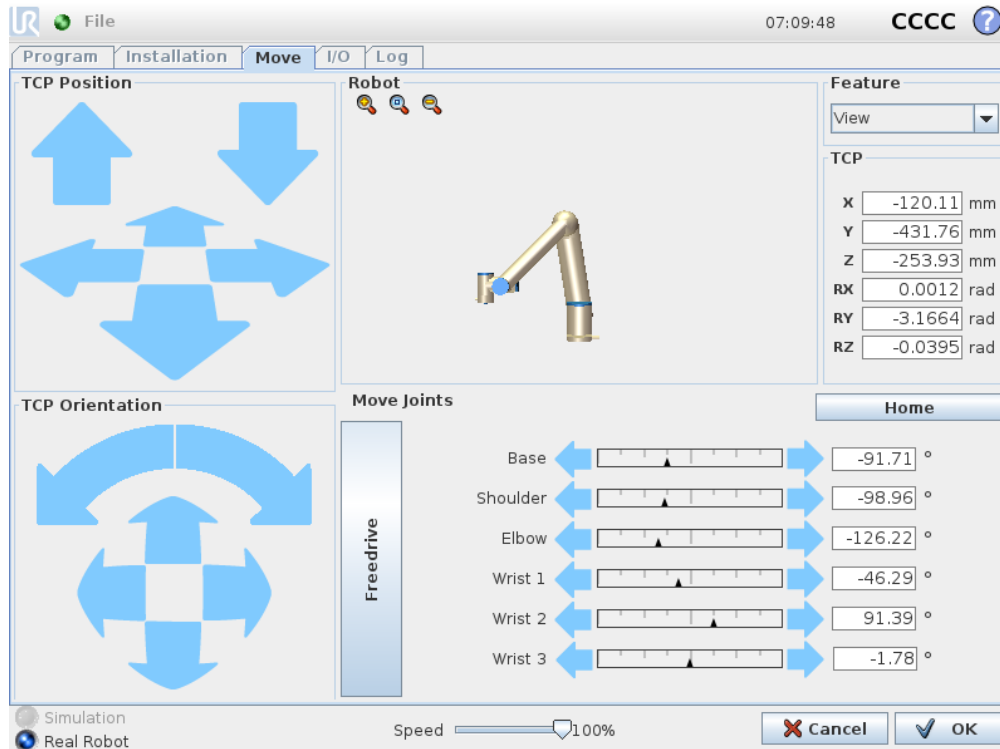 UR File 07:09:48 CCCC ?
Program Installation Move I/O Log
TCP Position
Robot
Feature
View
TCP
X -120.11 mm
Y -431.76 mm
Z -253.93 mm
RX 0.0012 rad
RY -3.1664 rad
RZ -0.0395 rad
TCP Orientation
Move Joints
Home
Freedrive
Base -91.71 °
Shoulder -98.96 °
Elbow -126.22 °
Wrist 1 -46.29 °
Wrist 2 91.39 °
Wrist 3 -1.78 °
Simulation
Real Robot
Speed 100%
Cancel OK